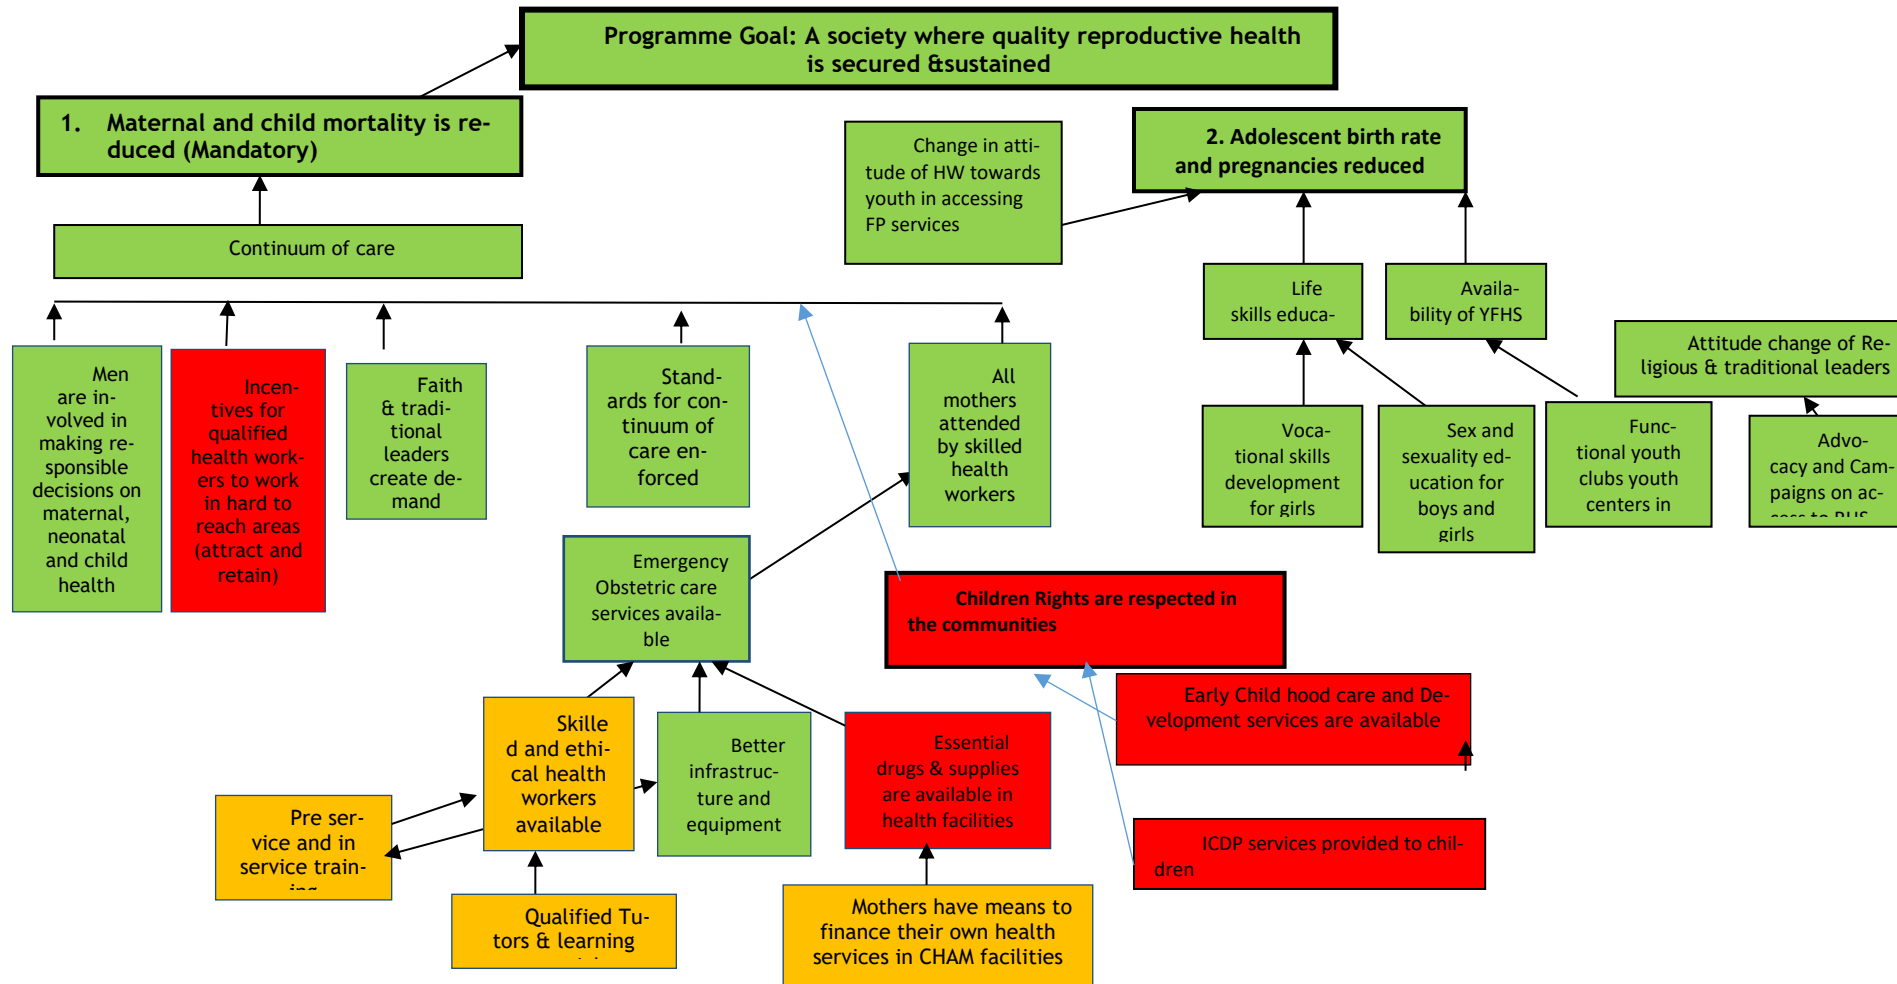 Programme Goal: A society where quality reproductive health
is secured &sustained
1. Maternal and child mortality is re-
duced (Mandatory)
Change in atti-
tude of HW towards
youth in accessing
FP services
2. Adolescent birth rate
and pregnancies reduced
Continuum of care
Life
skills educa-
Availa-
bility of YFHS
Attitude change of Re-
ligious & traditional leaders
Men
are in-
volved in
making re-
sponsible
decisions on
maternal,
neonatal
and child
health
Incen-
tives for
qualified
health work-
ers to work
in hard to
reach areas
(attract and
retain)
Faith
& tradi-
tional
leaders
create de-
mand
Stand-
ards for con-
tinuum of
care en-
forced
All
mothers
attended
by skilled
health
workers
Voca-
tional skills
development
for girls
Sex and
sexuality ed-
ucation for
boys and
girls
Func-
tional youth
clubs youth
centers in
Advo-
cacy and Cam-
paigns on ac-
cess to RHS
Emergency
Obstetric care
services availa-
ble
Children Rights are respected in
the communities
Early Child hood care and De-
velopment services are available
Skille
d and ethi-
cal health
workers
available
Better
infrastruc-
ture and
equipment
Essential
drugs & supplies
are available in
health facilities
Pre ser-
vice and in
service train-
ing
ICDP services provided to chil-
dren
Qualified Tu-
tors & learning
Mothers have means to
finance their own health
services in CHAM facilities